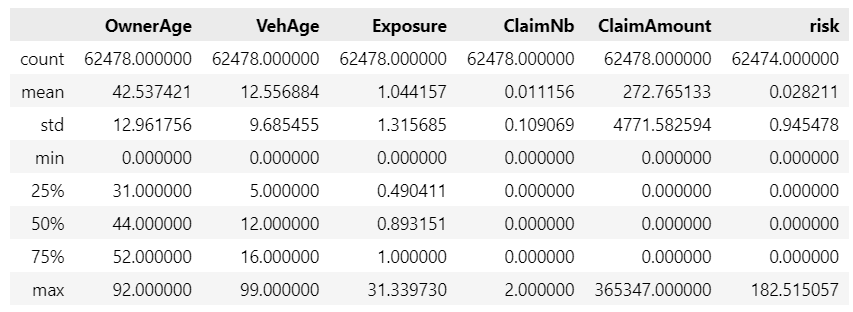 OwnerAge VehAge Exposure ClaimNb ClaimAmount risk
count 62478.000000 62478.000000 62478.000000 62478.000000 62478.000000 62474.000000
mean 42.537421 12.556884 1.044157 0.011156 272.765133 0.028211
std 12.961756 9.685455 1.315685 0.109069 4771.582594 0.945478
min 0.000000 0.000000 0.000000 0.000000 0.000000 0.000000
25% 31.000000 5.000000 0.490411 0.000000 0.000000 0.000000
50% 44.000000 12.000000 0.893151 0.000000 0.000000 0.000000
75% 52.000000 16.000000 1.000000 0.000000 0.000000 0.000000
max 92.000000 99.000000 31.339730 2.000000 365347.000000 182.515057